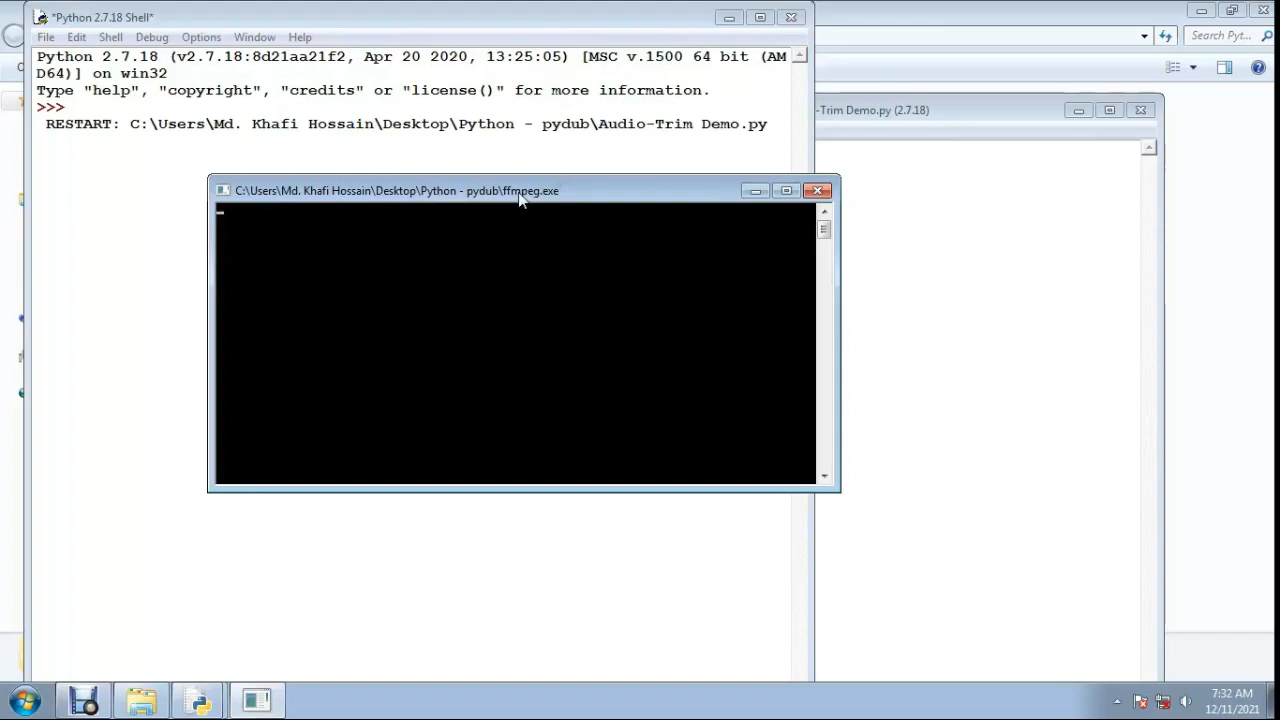 *Python 2.7.18 Shell*
File Edit Shell Debug Window Options Help
Python 2.7.18 (v2.7.18:8d21aa21f2, Apr 20 2020, 13:25:05) [MSC v.1500 64 bit (AM
D64)] on win32
Type "help", "copyright", "credits" or "license()" for more information.
>>>
RESTART: C:\Users\Md. Khafi Hossain\Desktop\Python - pydub\Audio-Trim Demo.py
Search Pyt...
-Trim Demo.py (2.7.18)
C:\Users\Md. Khafi Hossain\Desktop\Python - pydub\ffmpeg.exe
7:32 AM
12/11/2021